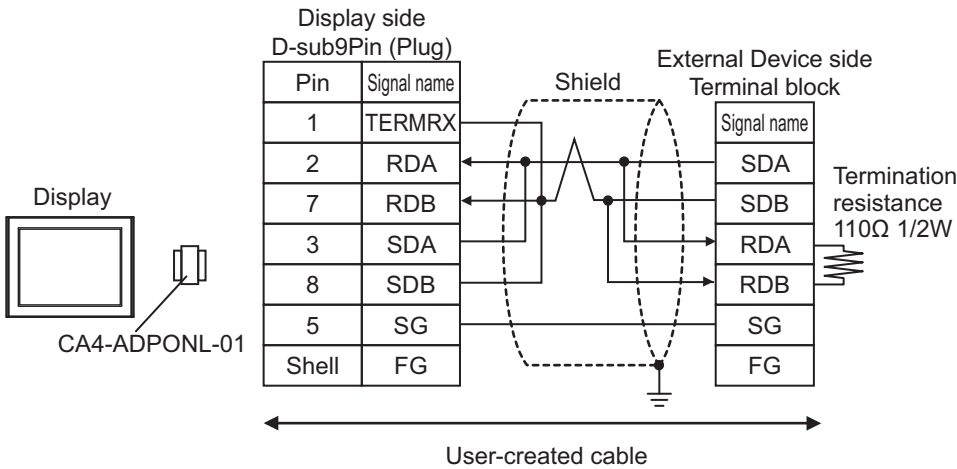 Display side
D-sub9Pin (Plug)
External Device side
Terminal block
Shield
Pin Signal name
Signal name
1 TERMRX
2 RDA SDA
7 RDB SDB
3 SDA RDA
8 SDB RDB
5 SG SG
Shell FG FG
Termination
resistance
110Ω 1/2W
Display
CA4-ADPONL-01
User-created cable